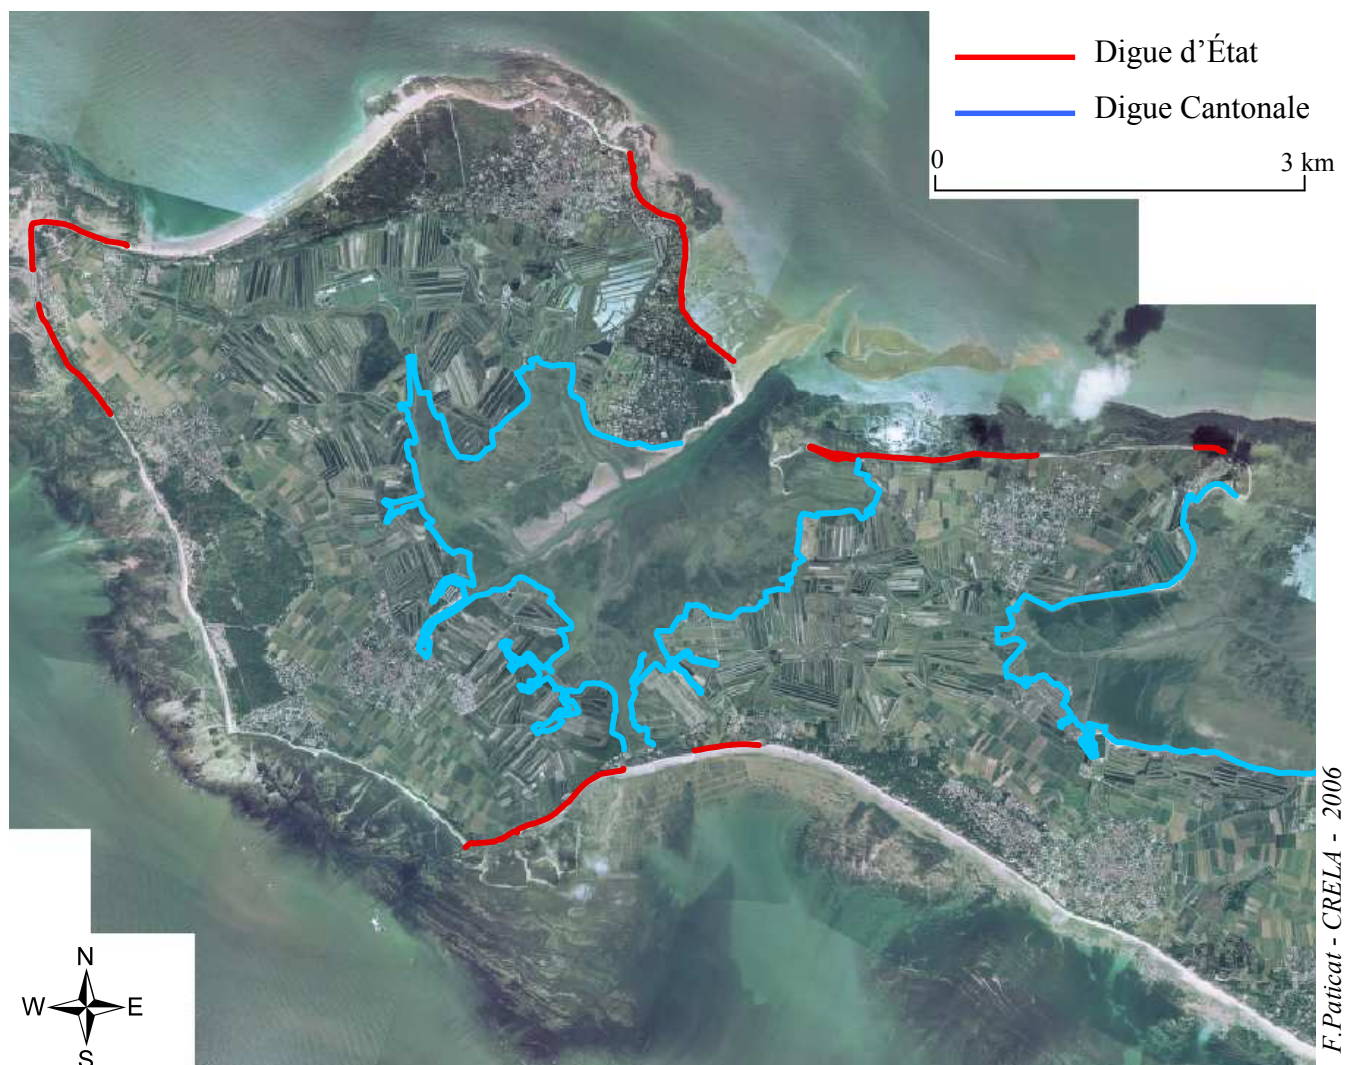 Digue d’État
Digue Cantonale
0 3 km
N
W E
S
F.Paticat - CRELA - 2006